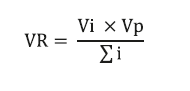 VR = Vi × Vp / ∑ i